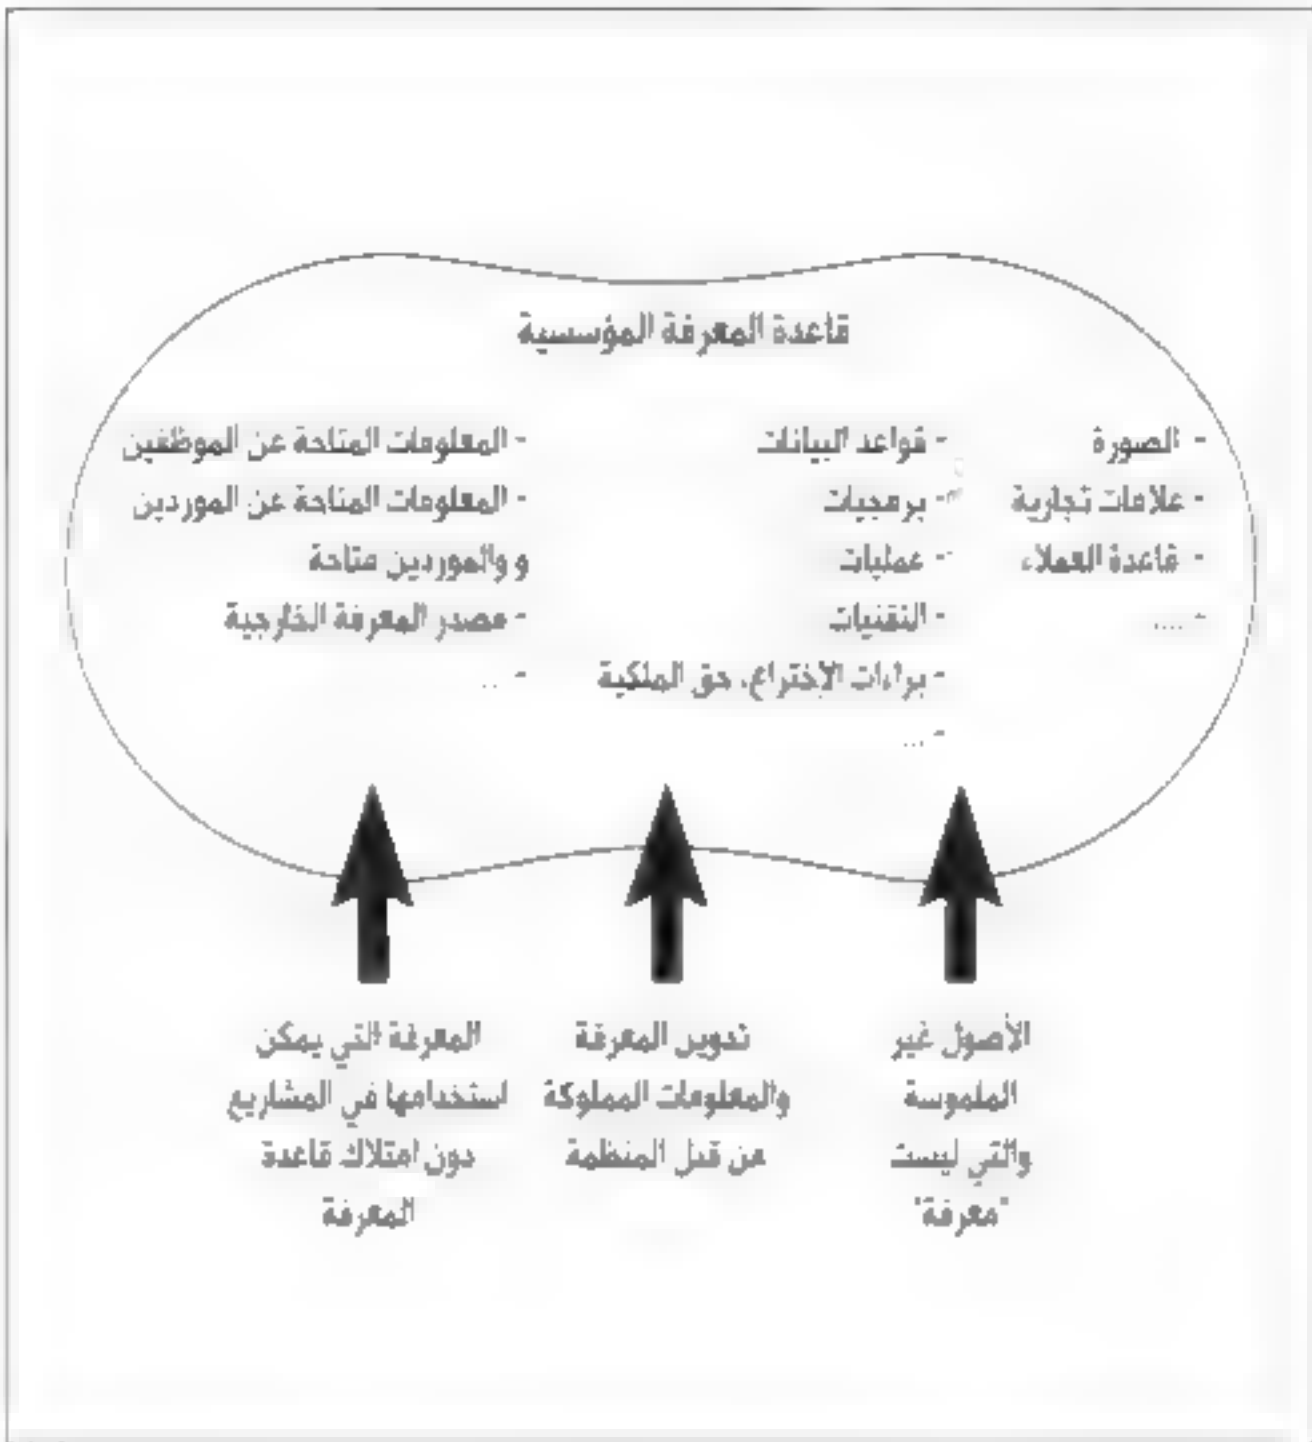 قاعدة المعرفة المؤسسية
- الصورة
- علامات تجارية
- قاعدة العملاء
- ....
- قواعد البيانات
- برمجيات
- عمليات
- التقنيات
- براءات الإختراع، حق الملكية
- ...
- المعلومات المتاحة عن الموظفين
- المعلومات المتاحة عن الموردين
و والموردين متاحة
- مصدر المعرفة الخارجية
- ..
الأصول غير
الملموسة
والتي ليست
"معرفة"
تدوين المعرفة
والمعلومات المملوكة
من قبل المنظمة
المعرفة التي يمكن
استخدامها في المشاريع
دون امتلاك قاعدة
المعرفة